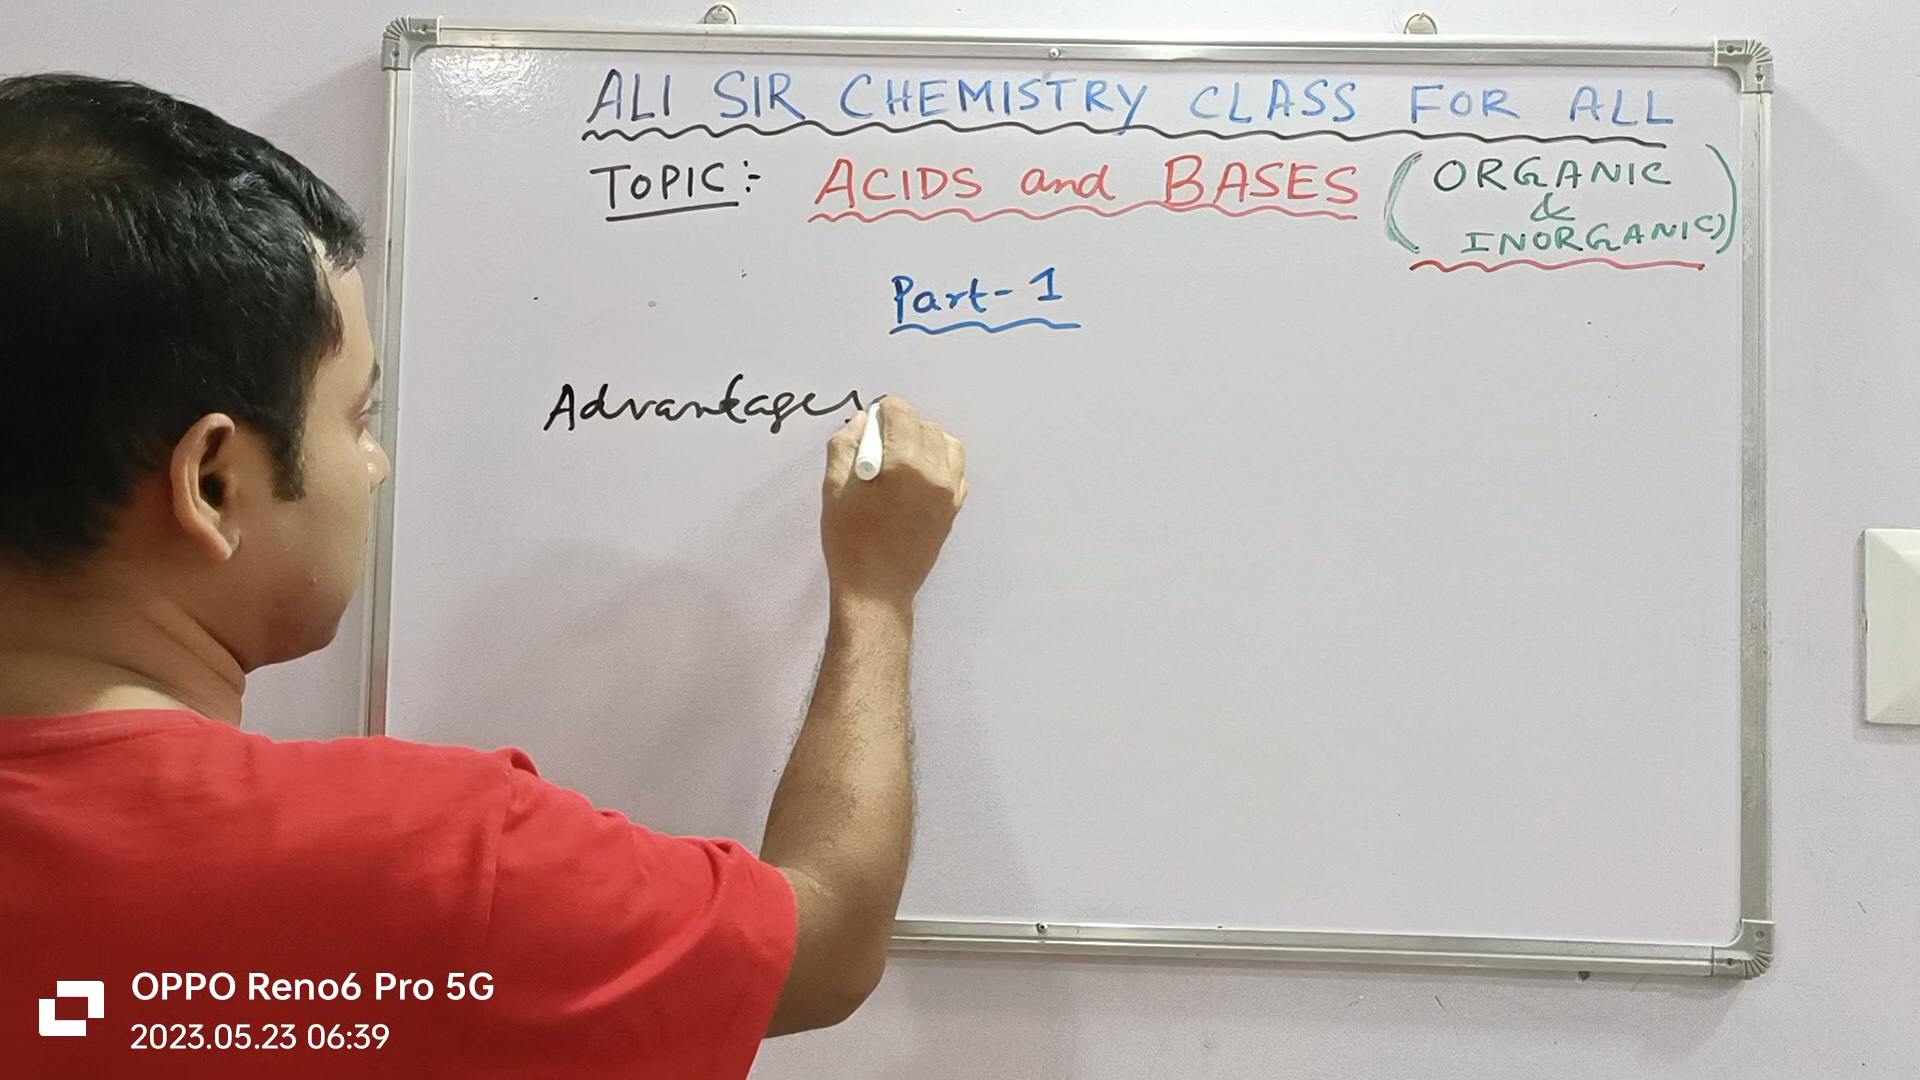 ALI SIR CHEMISTRY CLASS FOR ALL
TOPIC:- ACIDS and BASES (ORGANIC
&
INORGANIC)
Part-1
Advantages
OPPO Reno6 Pro 5G
2023.05.23 06:39